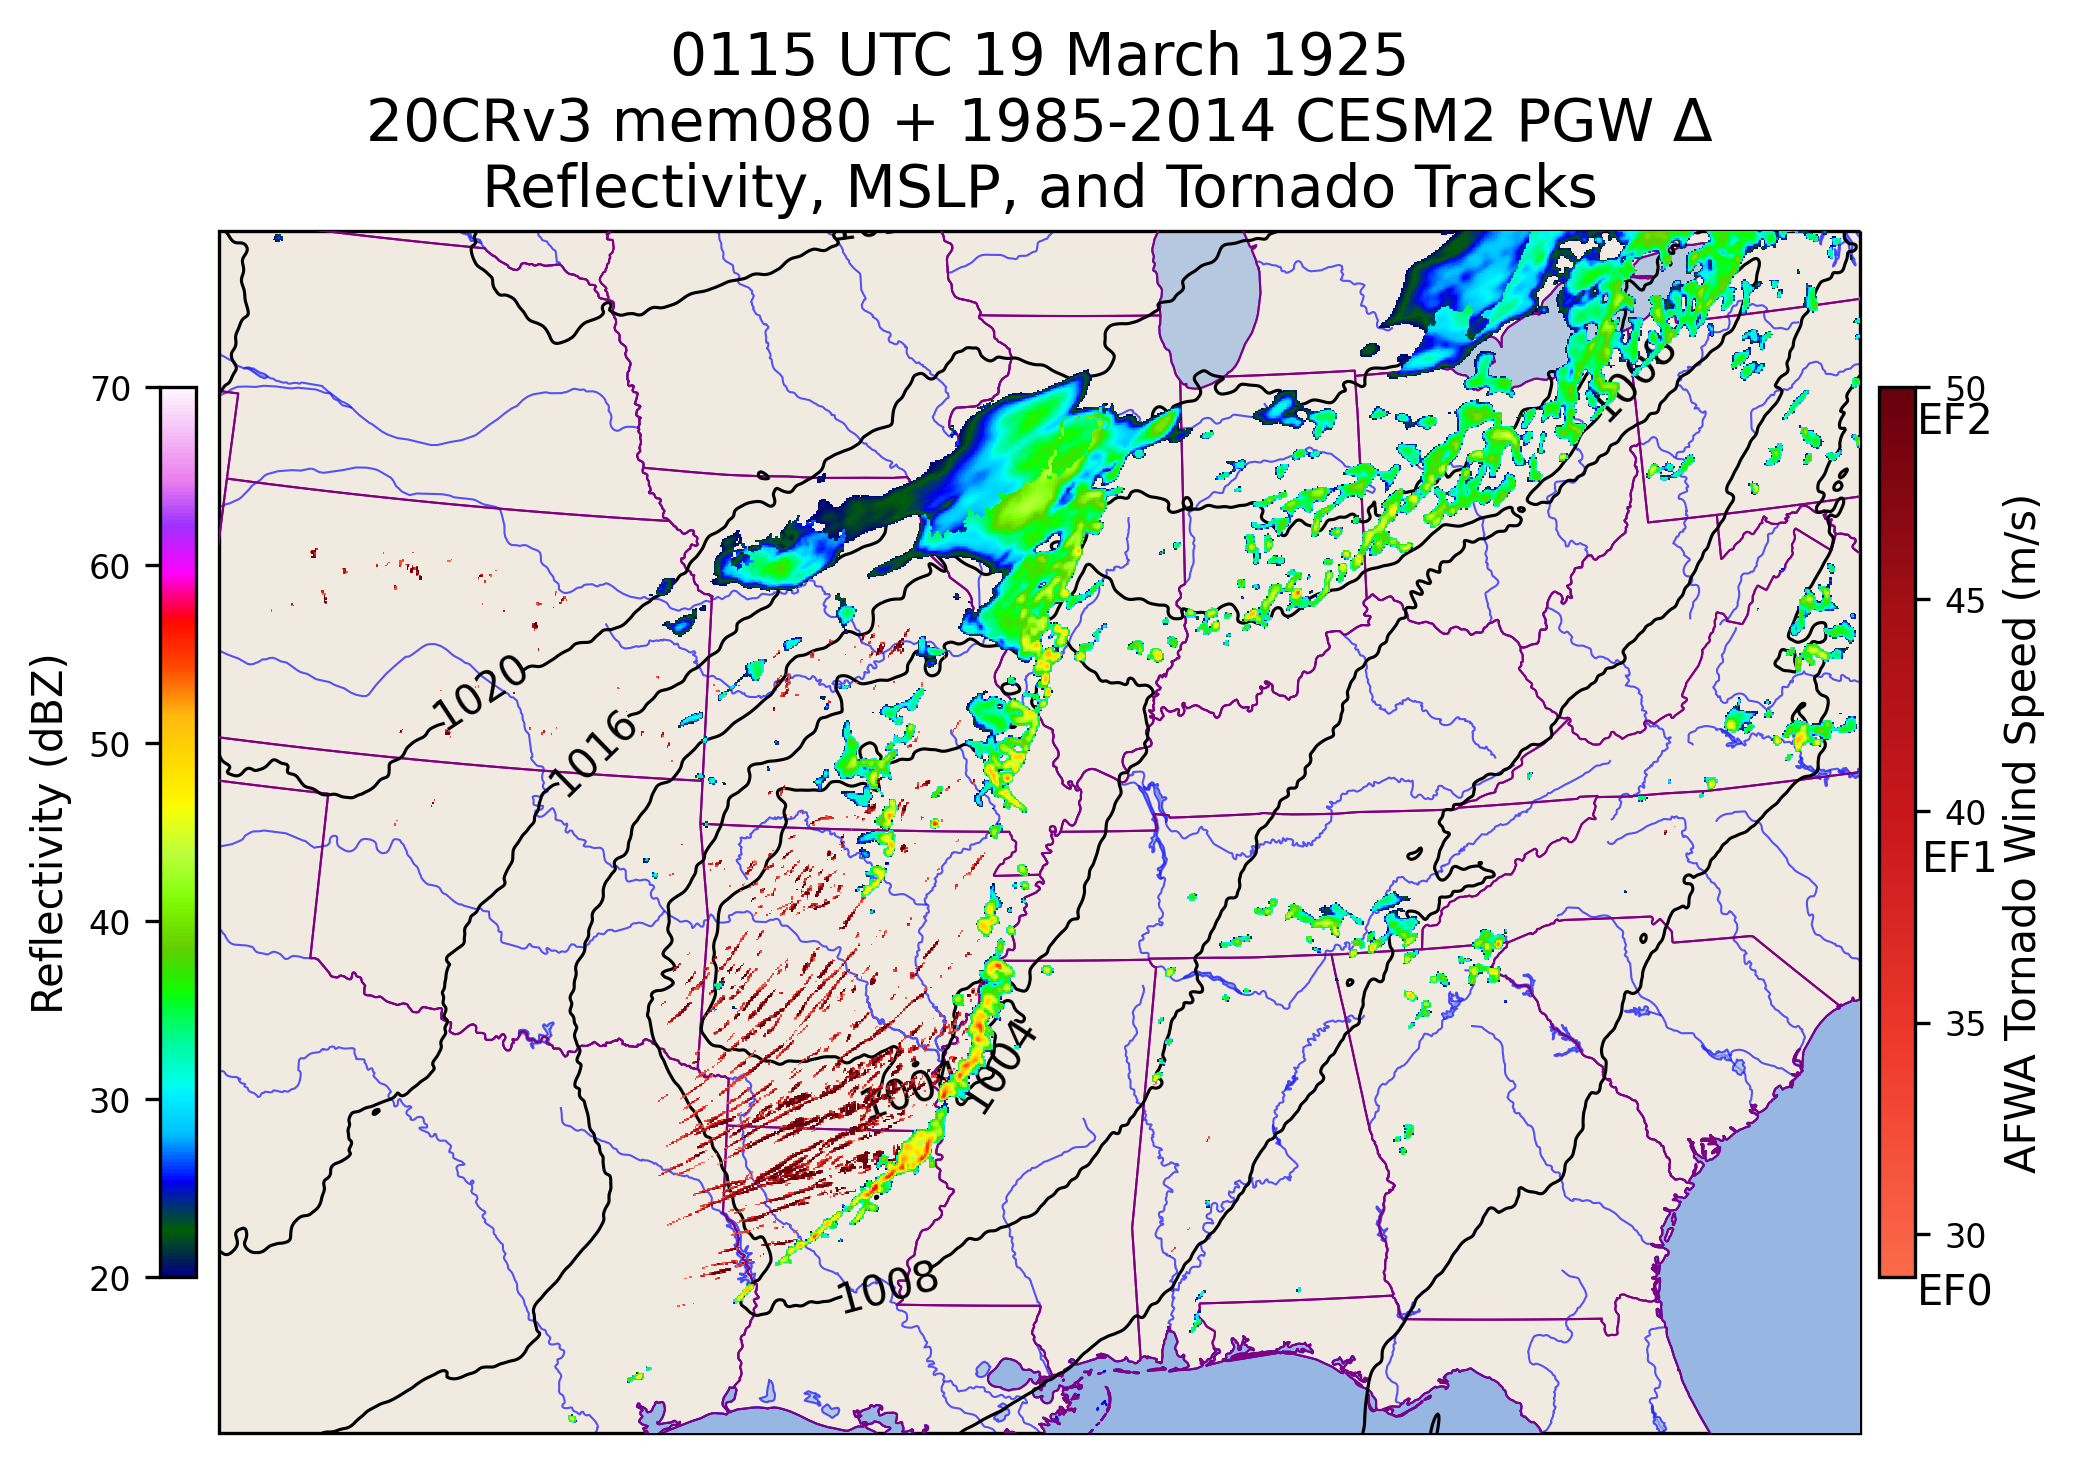 0115 UTC 19 March 1925
20CRv3 mem080 + 1985-2014 CESM2 PGW Δ
Reflectivity, MSLP, and Tornado Tracks
Reflectivity (dBZ)
70
60
50
40
30
20
1008
1020
1016
1004
1004
1008
50
EF2
45
40
EF1
35
30
EF0
AFWA Tornado Wind Speed (m/s)